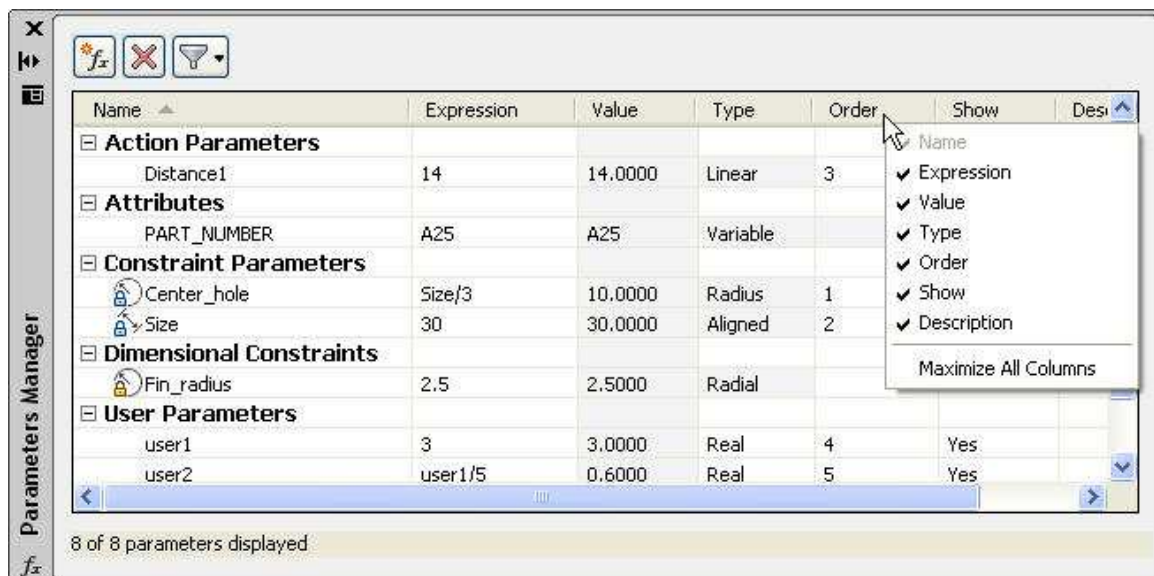 fx
Name Expression Value Type Order Show Desc
Action Parameters
Distance1 14 14.0000 Linear 3
Attributes
PART_NUMBER A25 A25 Variable
Constraint Parameters
Center_hole Size/3 10.0000 Radius 1
Size 30 30.0000 Aligned 2
Dimensional Constraints
Fin_radius 2.5 2.5000 Radial
User Parameters
user1 3 3.0000 Real 4 Yes
user2 user1/5 0.6000 Real 5 Yes
Name
Expression
Value
Type
Order
Show
Description
Maximize All Columns
8 of 8 parameters displayed
Parameters Manager
fx